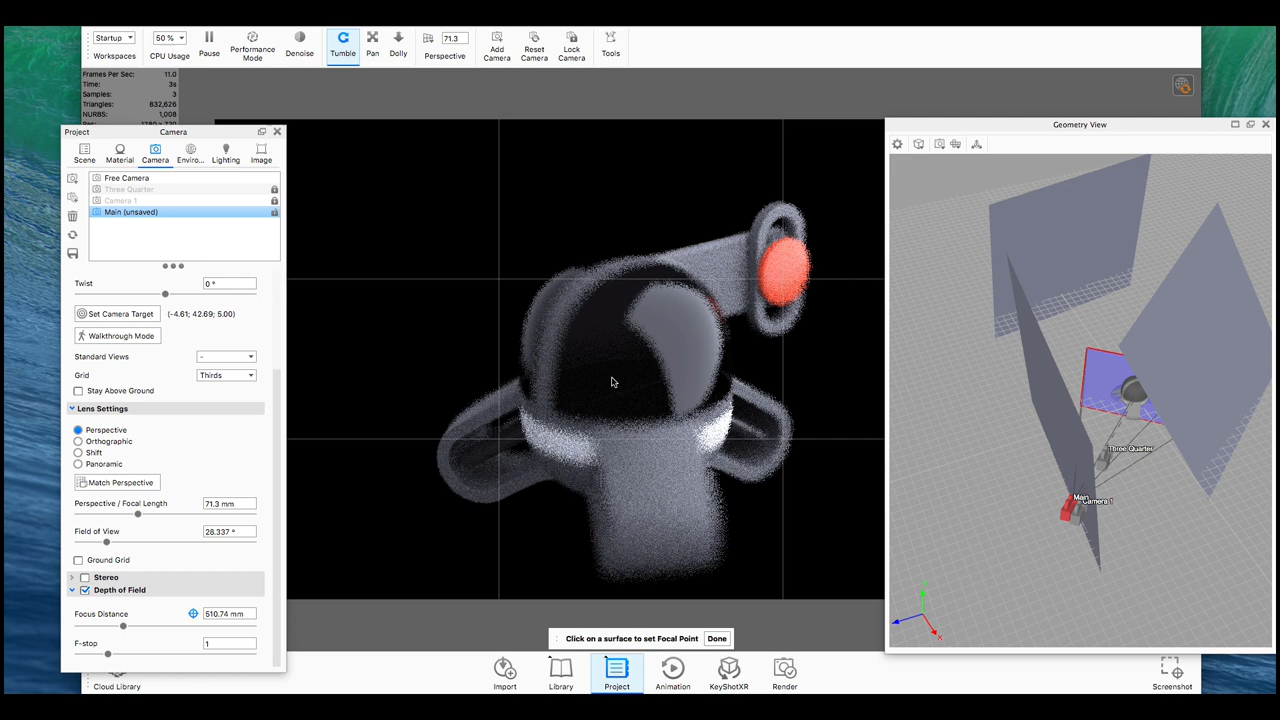 Startup
50 %
71.3
Workspaces
CPU Usage
Pause
Performance
Mode
Denoise
Tumble
Pan
Dolly
Perspective
Add
Camera
Reset
Camera
Lock
Camera
Tools
Frames Per Sec: 11.0
Time: 3s
Samples: 3
Triangles: 832,626
NURBS: 1,008
Project
Camera
Scene
Material
Camera
Enviro...
Lighting
Image
Free Camera
Three Quarter
Camera 1
Main (unsaved)
Twist
0 °
Set Camera Target
(-4.61; 42.69; 5.00)
Walkthrough Mode
Standard Views
-
Grid
Thirds
Stay Above Ground
Lens Settings
Perspective
Orthographic
Shift
Panoramic
Match Perspective
Perspective / Focal Length
71.3 mm
Field of View
28.337 °
Ground Grid
Stereo
Depth of Field
Focus Distance
510.74 mm
F-stop
1
Geometry View
Three Quarter
Main
Camera 1
Click on a surface to set Focal Point
Done
Cloud Library
Import
Library
Project
Animation
KeyShotXR
Render
Screenshot